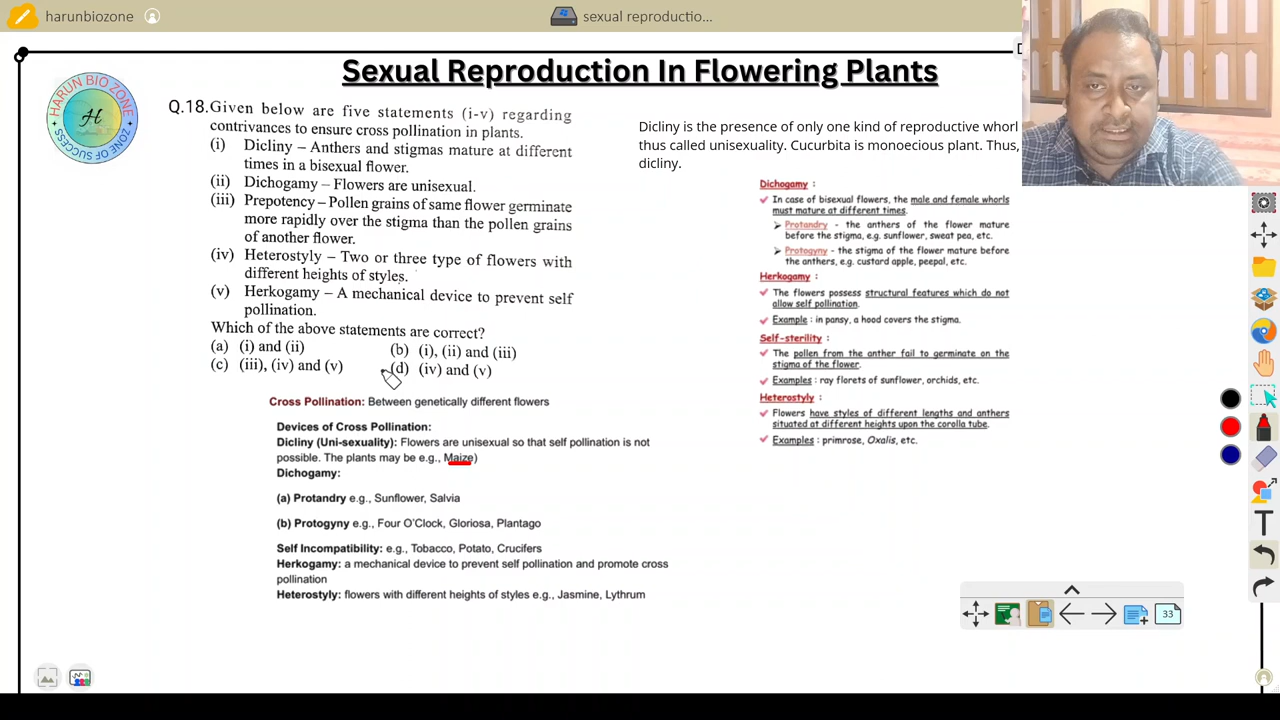 harunbiozone
sexual reproductio...
Sexual Reproduction In Flowering Plants
HARUN BIO ZONE
H
ZONE OF SUCCESS
Q.18. Given below are five statements (i-v) regarding
contrivances to ensure cross pollination in plants.
(i) Dicliny – Anthers and stigmas mature at different
times in a bisexual flower.
(ii) Dichogamy – Flowers are unisexual.
(iii) Prepotency – Pollen grains of same flower germinate
more rapidly over the stigma than the pollen grains
of another flower.
(iv) Heterostyly – Two or three type of flowers with
different heights of styles.
(v) Herkogamy – A mechanical device to prevent self
pollination.
Which of the above statements are correct?
(a) (i) and (ii) (b) (i), (ii) and (iii)
(c) (iii), (iv) and (v) (d) (iv) and (v)
Cross Pollination: Between genetically different flowers
Devices of Cross Pollination:
Dicliny (Uni-sexuality): Flowers are unisexual so that self pollination is not
possible. The plants may be e.g., Maize)
Dichogamy:
(a) Protandry e.g., Sunflower, Salvia
(b) Protogyny e.g., Four O'Clock, Gloriosa, Plantago
Self Incompatibility: e.g., Tobacco, Potato, Crucifers
Herkogamy: a mechanical device to prevent self pollination and promote cross
pollination
Heterostyly: flowers with different heights of styles e.g., Jasmine, Lythrum
Dicliny is the presence of only one kind of reproductive whorl
thus called unisexuality. Cucurbita is monoecious plant. Thus,
dicliny.
Dichogamy :
In case of bisexual flowers, the male and female whorls
must mature at different times.
Protandry - the anthers of the flower mature
before the stigma, e.g. sunflower, sweat pea, etc.
Protogyny - the stigma of the flower mature before
the anthers, e.g. custard apple, peepal, etc.
Herkogamy :
The flowers possess structural features which do not
allow self pollination.
Example : in pansy, a hood covers the stigma.
Self-sterility :
The pollen from the anther fail to germinate on the
stigma of the flower.
Examples : ray florets of sunflower, orchids, etc.
Heterostyly :
Flowers have styles of different lengths and anthers
situated at different heights upon the corolla tube.
Examples : primrose, Oxalis, etc.
T
33